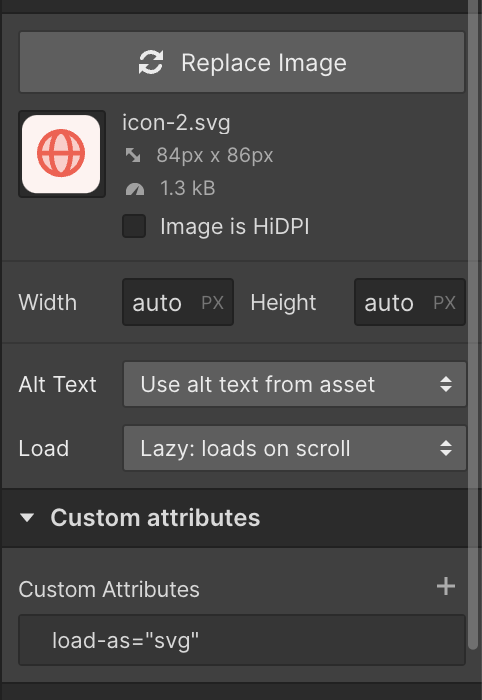 Replace Image
icon-2.svg
84px x 86px
1.3 kB
Image is HiDPI
Width auto PX Height auto PX
Alt Text Use alt text from asset
Load Lazy: loads on scroll
Custom attributes
Custom Attributes
load-as="svg"